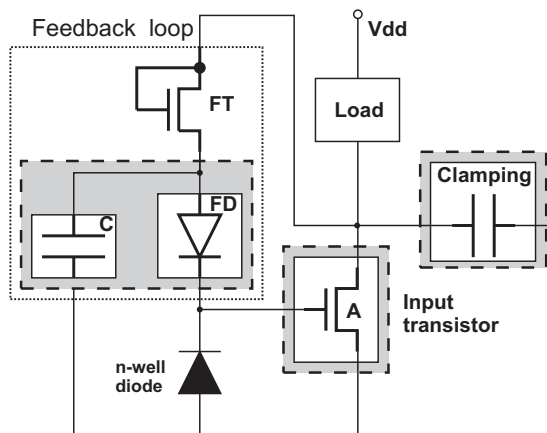 Feedback loop
Vdd
FT
Load
Clamping
FD
C
A
Input
transistor
n-well
diode